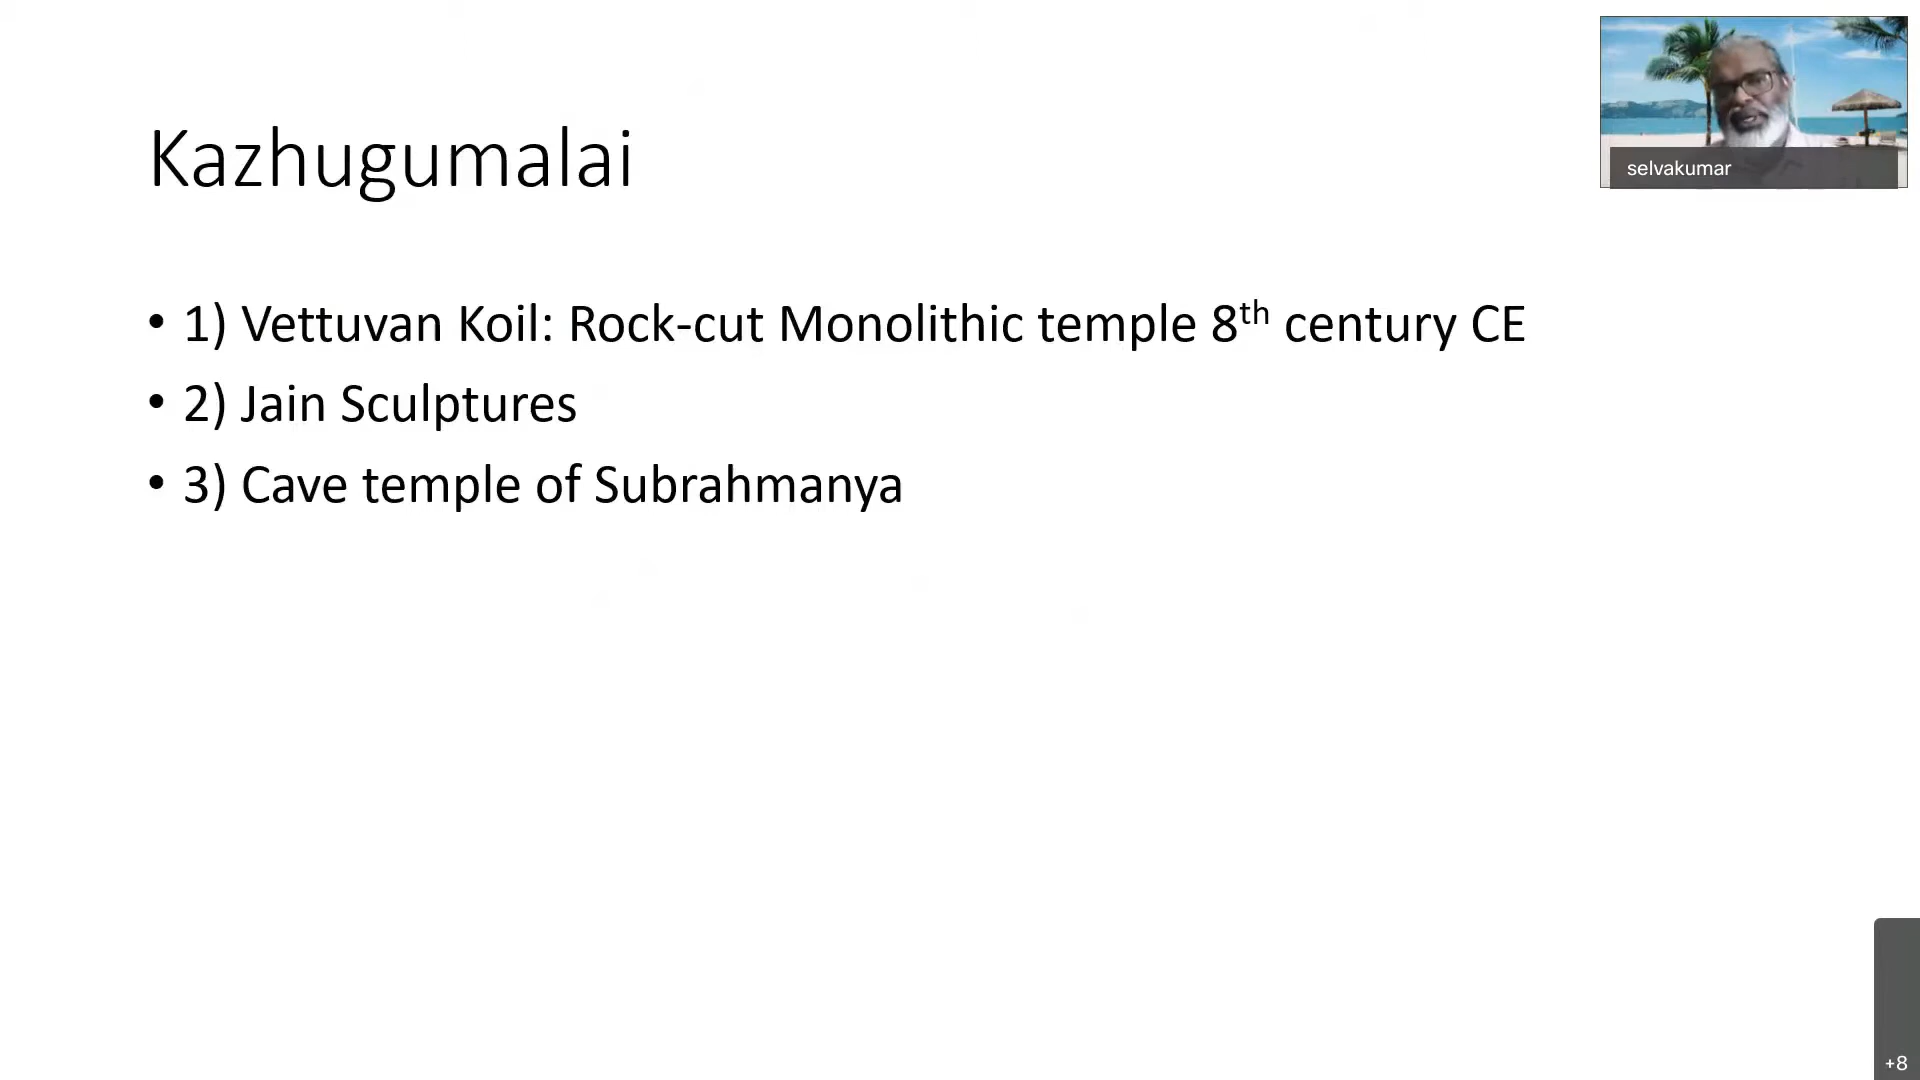 Kazhugumalai
selvakumar
• 1) Vettuvan Koil: Rock-cut Monolithic temple 8th century CE
• 2) Jain Sculptures
• 3) Cave temple of Subrahmanya
+8